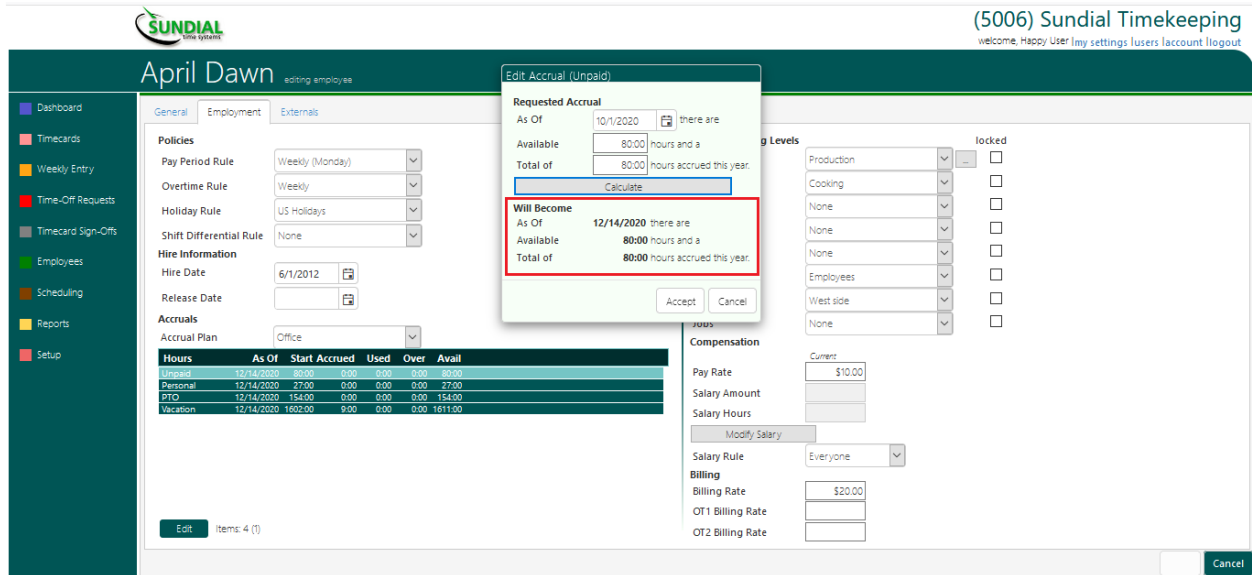 SUNDIAL
time systems
(5006) Sundial Timekeeping
welcome, Happy User |my settings |users |account |logout
April Dawn editing employee
Dashboard
Timecards
Weekly Entry
Time-Off Requests
Timecard Sign-Offs
Employees
Scheduling
Reports
Setup
General Employment Externals
Policies
Pay Period Rule Weekly (Monday)
Overtime Rule Weekly
Holiday Rule US Holidays
Shift Differential Rule None
Hire Information
Hire Date 6/1/2012
Release Date
Accruals
Accrual Plan Office
Hours As Of Start Accrued Used Over Avail
Unpaid 12/14/2020 80:00 0:00 0:00 0:00 80:00
Personal 12/14/2020 27:00 0:00 0:00 0:00 27:00
PTO 12/14/2020 154:00 0:00 0:00 0:00 154:00
Vacation 12/14/2020 1602:00 9:00 0:00 0:00 1611:00
Edit Items: 4 (1)
Edit Accrual (Unpaid)
Requested Accrual
As Of 10/1/2020 there are
Available 80:00 hours and a
Total of 80:00 hours accrued this year.
Calculate
Will Become
As Of 12/14/2020 there are
Available 80:00 hours and a
Total of 80:00 hours accrued this year.
Accept Cancel
g Levels locked
Production ...
Cooking
None
None
None
Employees
West side
Jobs None
Compensation
Current
Pay Rate $10.00
Salary Amount
Salary Hours
Modify Salary
Salary Rule Everyone
Billing
Billing Rate $20.00
OT1 Billing Rate
OT2 Billing Rate
Cancel